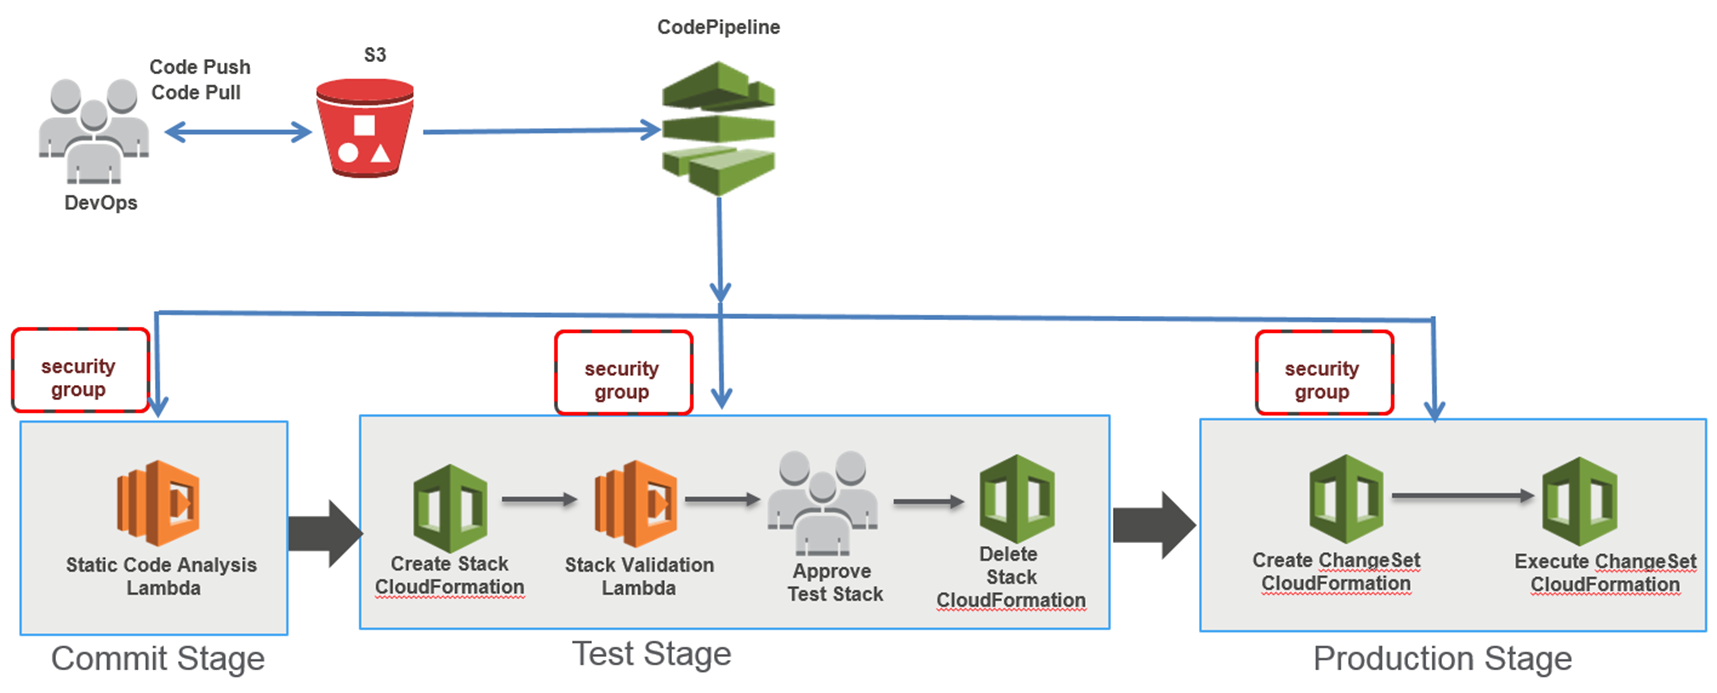 CodePipeline
S3
Code Push
Code Pull
DevOps
security
group
security
group
security
group
Static Code Analysis
Lambda
Create Stack
CloudFormation
Stack Validation
Lambda
Approve
Test Stack
Delete
Stack
CloudFormation
Create ChangeSet
CloudFormation
Execute ChangeSet
CloudFormation
Commit Stage
Test Stage
Production Stage